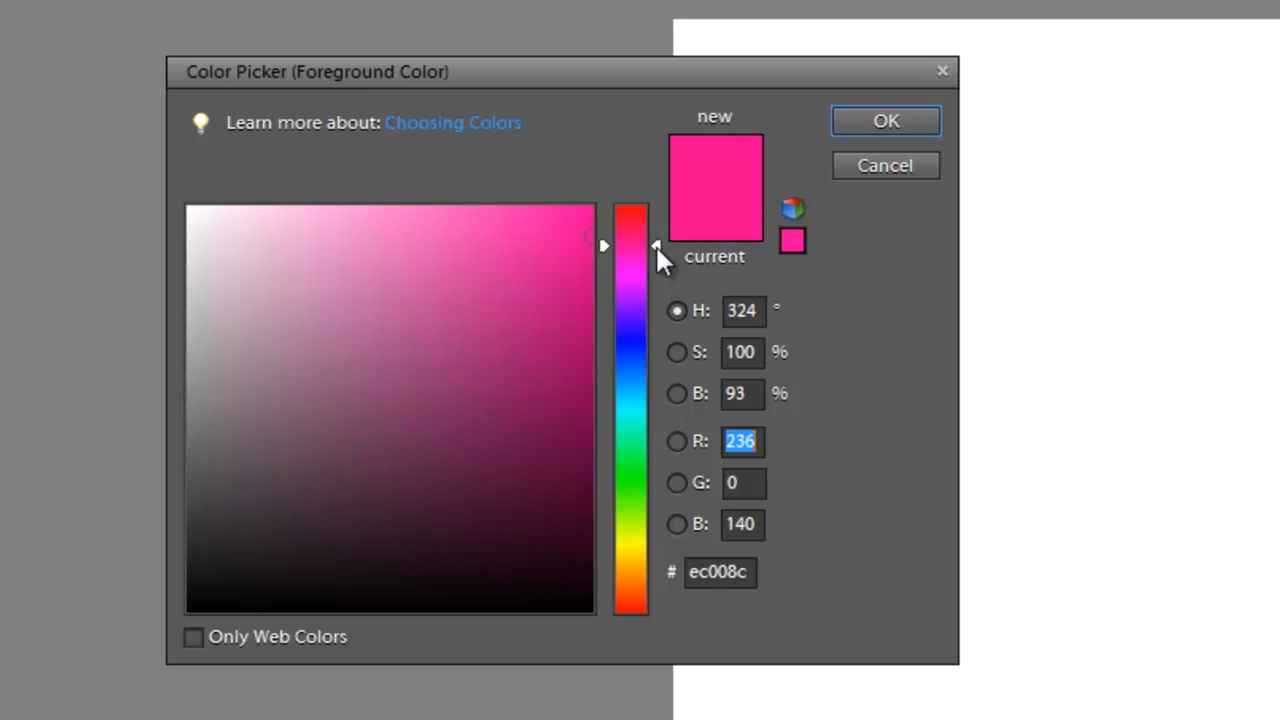 Color Picker (Foreground Color)
Learn more about: Choosing Colors
new
OK
Cancel
current
H: 324 °
S: 100 %
B: 93 %
R: 236
G: 0
B: 140
# ec008c
Only Web Colors